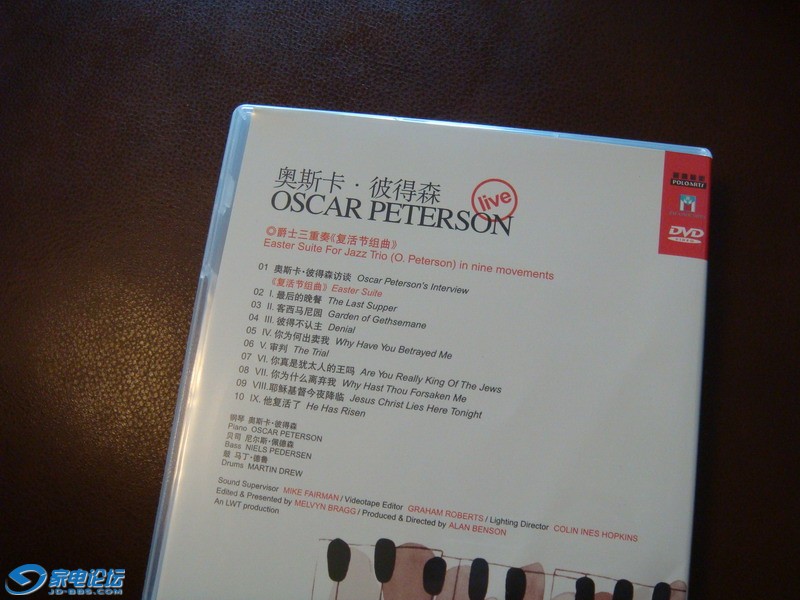 奥斯卡·彼得森
OSCAR PETERSON
live
POLO ARTS
DVD
VIDEO
◎爵士三重奏《复活节组曲》
Easter Suite For Jazz Trio (O. Peterson) in nine movements
01 奥斯卡·彼得森访谈 Oscar Peterson's Interview
《复活节组曲》Easter Suite
02 I. 最后的晚餐 The Last Supper
03 II. 客西马尼园 Garden of Gethsemane
04 III. 彼得不认主 Denial
05 IV. 你为何出卖我 Why Have You Betrayed Me
06 V. 审判 The Trial
07 VI. 你真是犹太人的王吗 Are You Really King Of The Jews
08 VII. 你为什么离弃我 Why Hast Thou Forsaken Me
09 VIII.耶稣基督今夜降临 Jesus Christ Lies Here Tonight
10 IX. 他复活了 He Has Risen
钢琴 奥斯卡·彼得森
Piano OSCAR PETERSON
贝司 尼尔斯·佩德森
Bass NIELS PEDERSEN
鼓 马丁·德鲁
Drums MARTIN DREW
Sound Supervisor MIKE FAIRMAN / Videotape Editor GRAHAM ROBERTS / Lighting Director COLIN INES HOPKINS
Edited & Presented by MELVYN BRAGG / Produced & Directed by ALAN BENSON
An LWT production
家电论坛
JD-BBS.COM